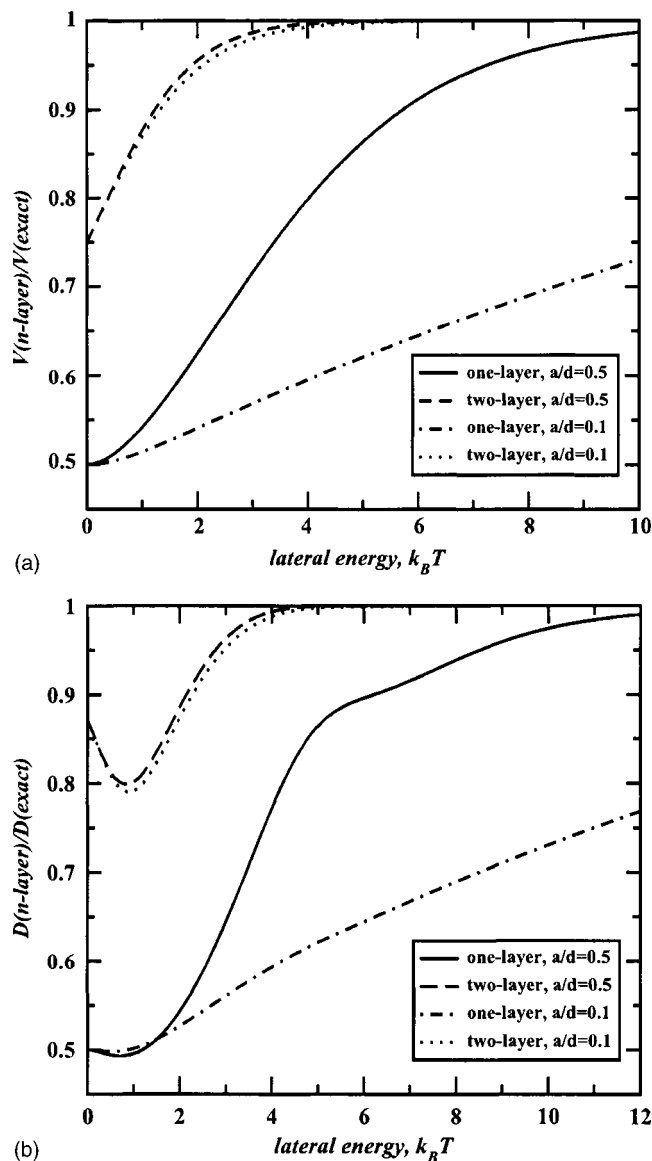 1
0.9
0.8
0.7
0.6
0.5
V(n-layer)/V(exact)
one-layer, a/d=0.5
two-layer, a/d=0.5
one-layer, a/d=0.1
two-layer, a/d=0.1
0 2 4 6 8 10
(a) lateral energy, k_B T
1
0.9
0.8
0.7
0.6
0.5
D(n-layer)/D(exact)
one-layer, a/d=0.5
two-layer, a/d=0.5
one-layer, a/d=0.1
two-layer, a/d=0.1
0 2 4 6 8 10 12
(b) lateral energy, k_B T